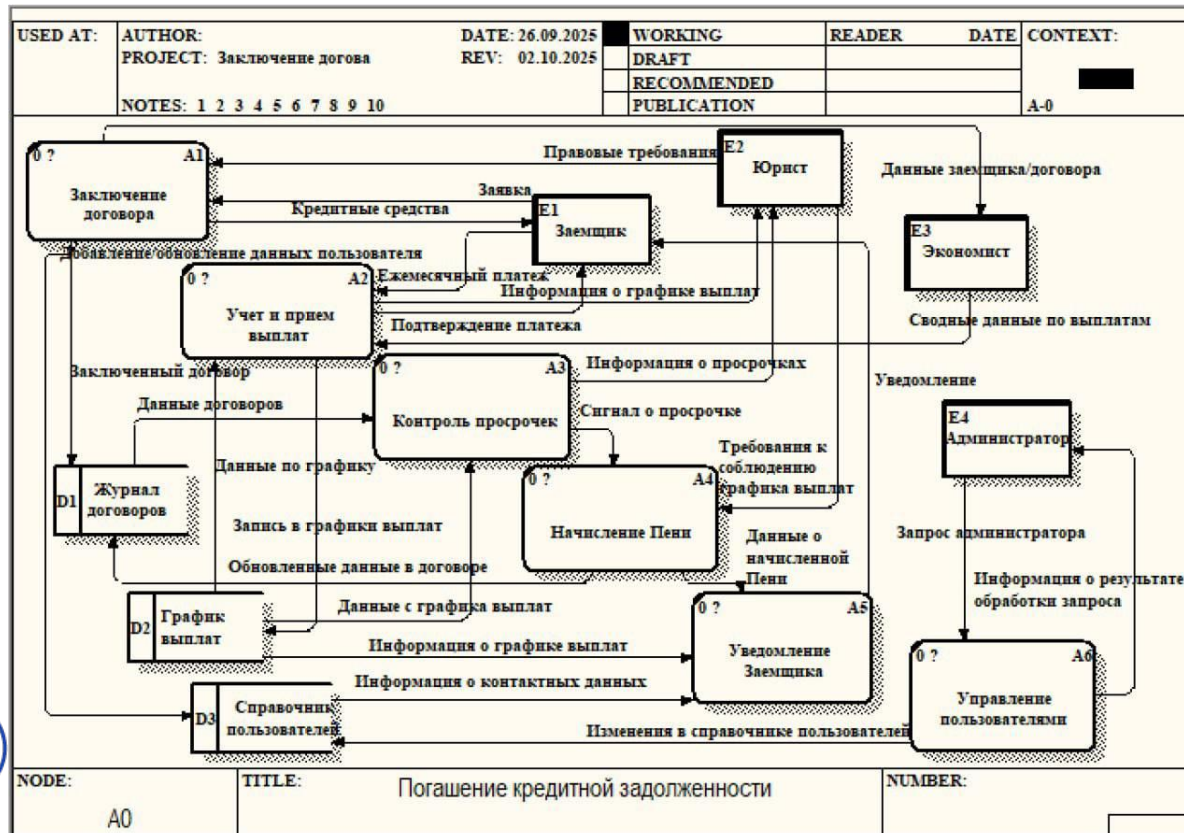 USED AT:
AUTHOR:
DATE: 26.09.2025
PROJECT: Заключение догова
REV: 02.10.2025
NOTES: 1 2 3 4 5 6 7 8 9 10
WORKING
DRAFT
RECOMMENDED
PUBLICATION
READER
DATE
CONTEXT:
A-0
0 ?
A1
Заключение
договора
Правовые требования
E2
Юрист
Данные заемщика/договора
Заявка
Кредитные средства
E1
Заемщик
E3
Экономист
Добавление/обновление данных пользователя
0 ?
A2
Учет и прием
выплат
Ежемесячный платеж
Информация о графике выплат
Подтверждение платежа
Сводные данные по выплатам
Заключенный договор
0 ?
A3
Контроль просрочек
Информация о просрочках
Уведомление
Данные договоров
Сигнал о просрочке
E4
Администратор
Данные по графику
Требования к
соблюдению
графика выплат
D1
Журнал
договоров
0 ?
A4
Начисление Пени
Запись в графики выплат
Данные о
начисленной
Пени
Запрос администратора
Обновленные данные в договоре
Информация о результате
обработки запроса
D2
График
выплат
Данные с графика выплат
0 ?
A5
Уведомление
Заемщика
Информация о графике выплат
0 ?
A6
Управление
пользователями
Информация о контактных данных
D3
Справочник
пользователей
Изменения в справочнике пользователей
NODE:
A0
TITLE:
Погашение кредитной задолженности
NUMBER: